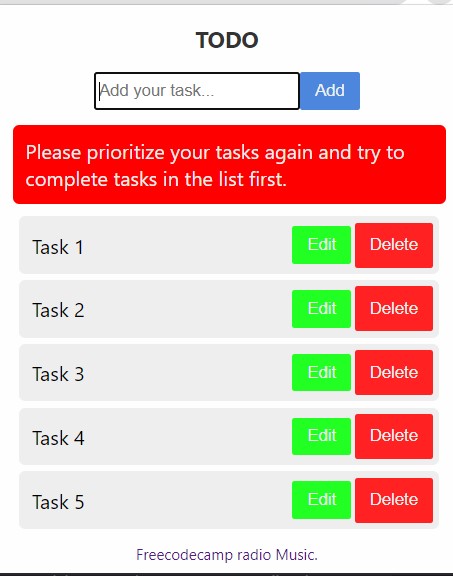 TODO
Add your task... Add
Please prioritize your tasks again and try to
complete tasks in the list first.
Task 1 Edit Delete
Task 2 Edit Delete
Task 3 Edit Delete
Task 4 Edit Delete
Task 5 Edit Delete
Freecodecamp radio Music.